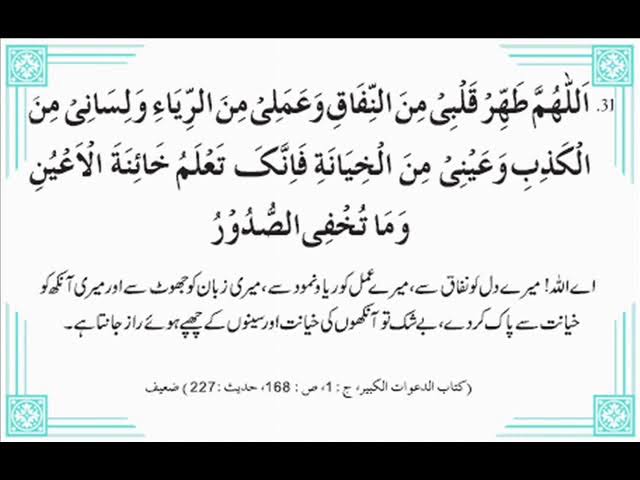 31. اَللّٰهُمَّ طَهِّرۡ قَلۡبِیۡ مِنَ النِّفَاقِ وَعَمَلِیۡ مِنَ الرِّیَاءِ وَلِسَانِیۡ مِنَ
الۡکَذِبِ وَعَیۡنِیۡ مِنَ الۡخِیَانَةِ فَاِنَّکَ تَعۡلَمُ خَائِنَةَ الۡاَعۡیُنِ
وَمَا تُخۡفِی الصُّدُوۡرُ
اے اللہ! میرے دل کو نفاق سے، میرے عمل کو ریا و نمود سے، میری زبان کو جھوٹ سے اور میری آنکھ کو
خیانت سے پاک کر دے، بے شک تو آنکھوں کی خیانت اور سینوں کے چھپے ہوئے راز جانتا ہے۔
(کتاب الدعوات الکبیر، ج : 1، ص : 168، حدیث : 227) ضعیف